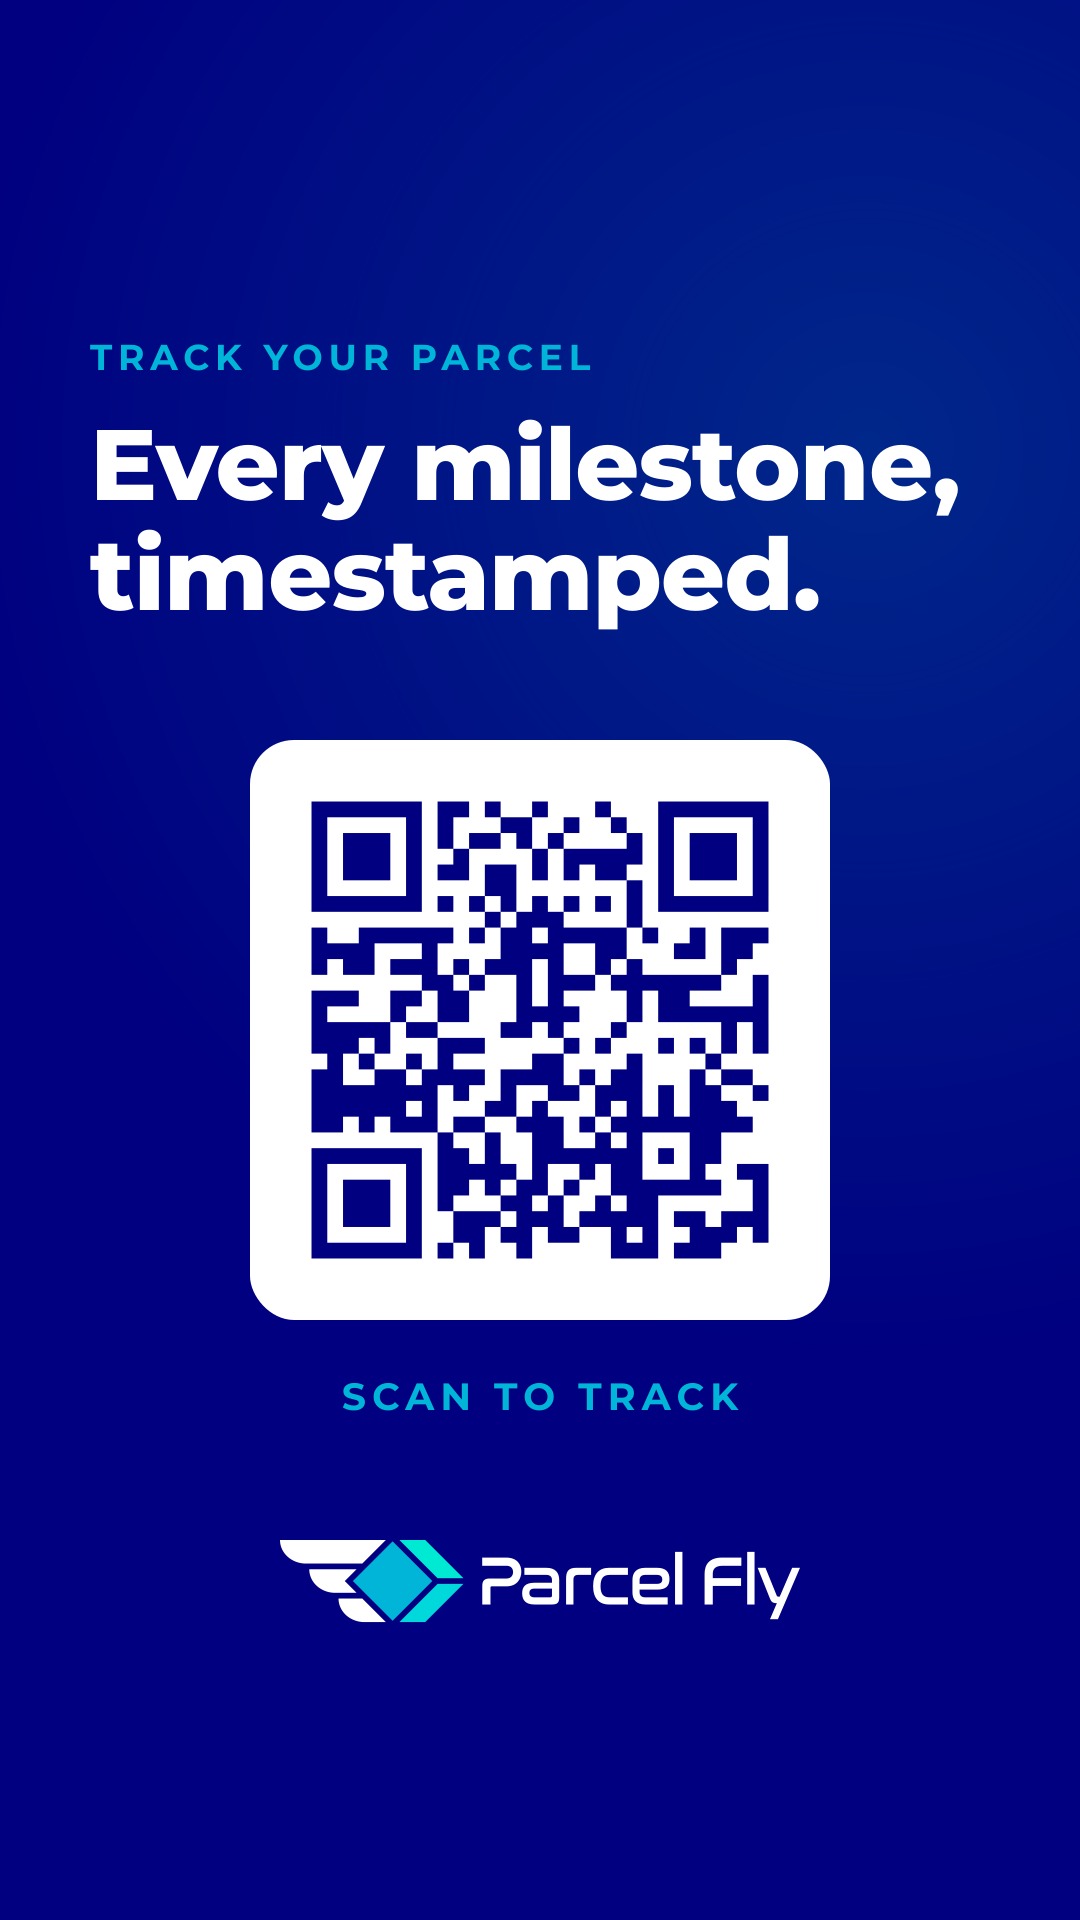 TRACK YOUR PARCEL
Every milestone,
timestamped.
SCAN TO TRACK
Parcel Fly